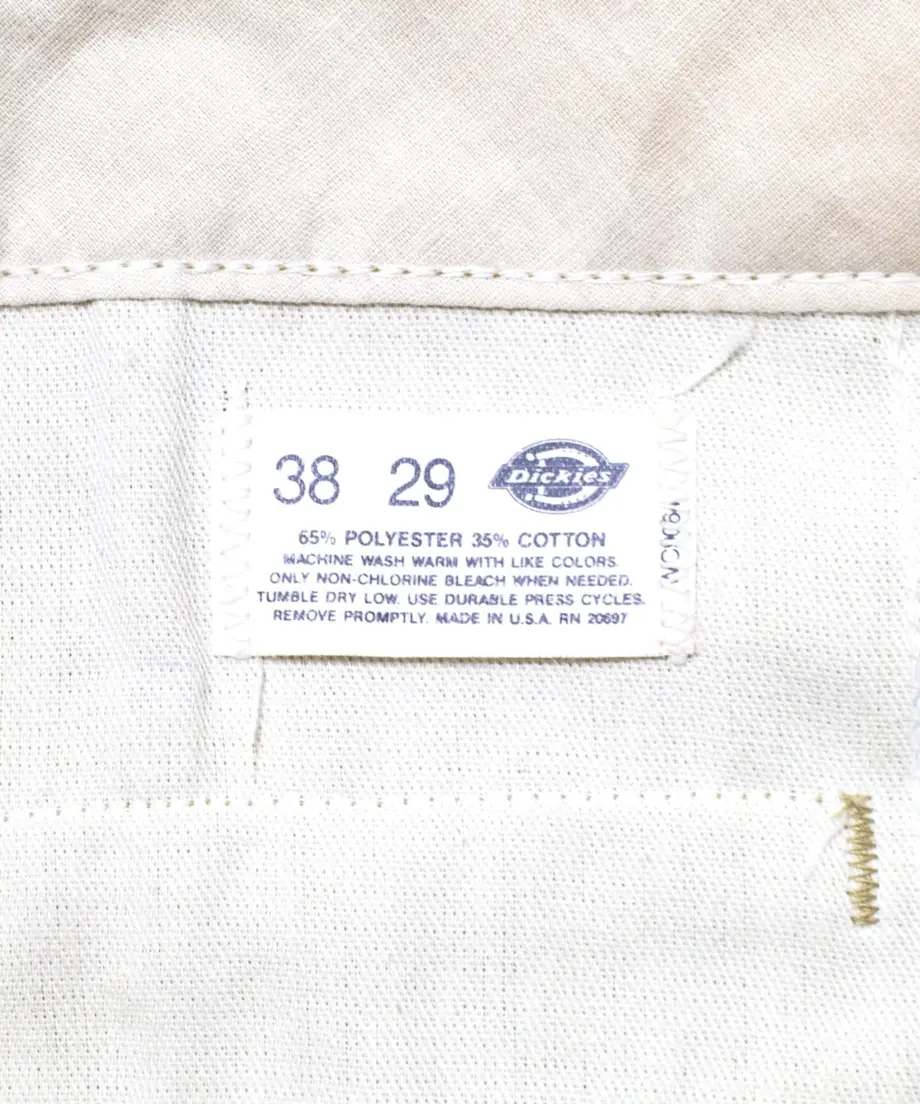 38 29 Dickies
65% POLYESTER 35% COTTON
MACHINE WASH WARM WITH LIKE COLORS.
ONLY NON-CHLORINE BLEACH WHEN NEEDED.
TUMBLE DRY LOW. USE DURABLE PRESS CYCLES.
REMOVE PROMPTLY. MADE IN U.S.A. RN 20697